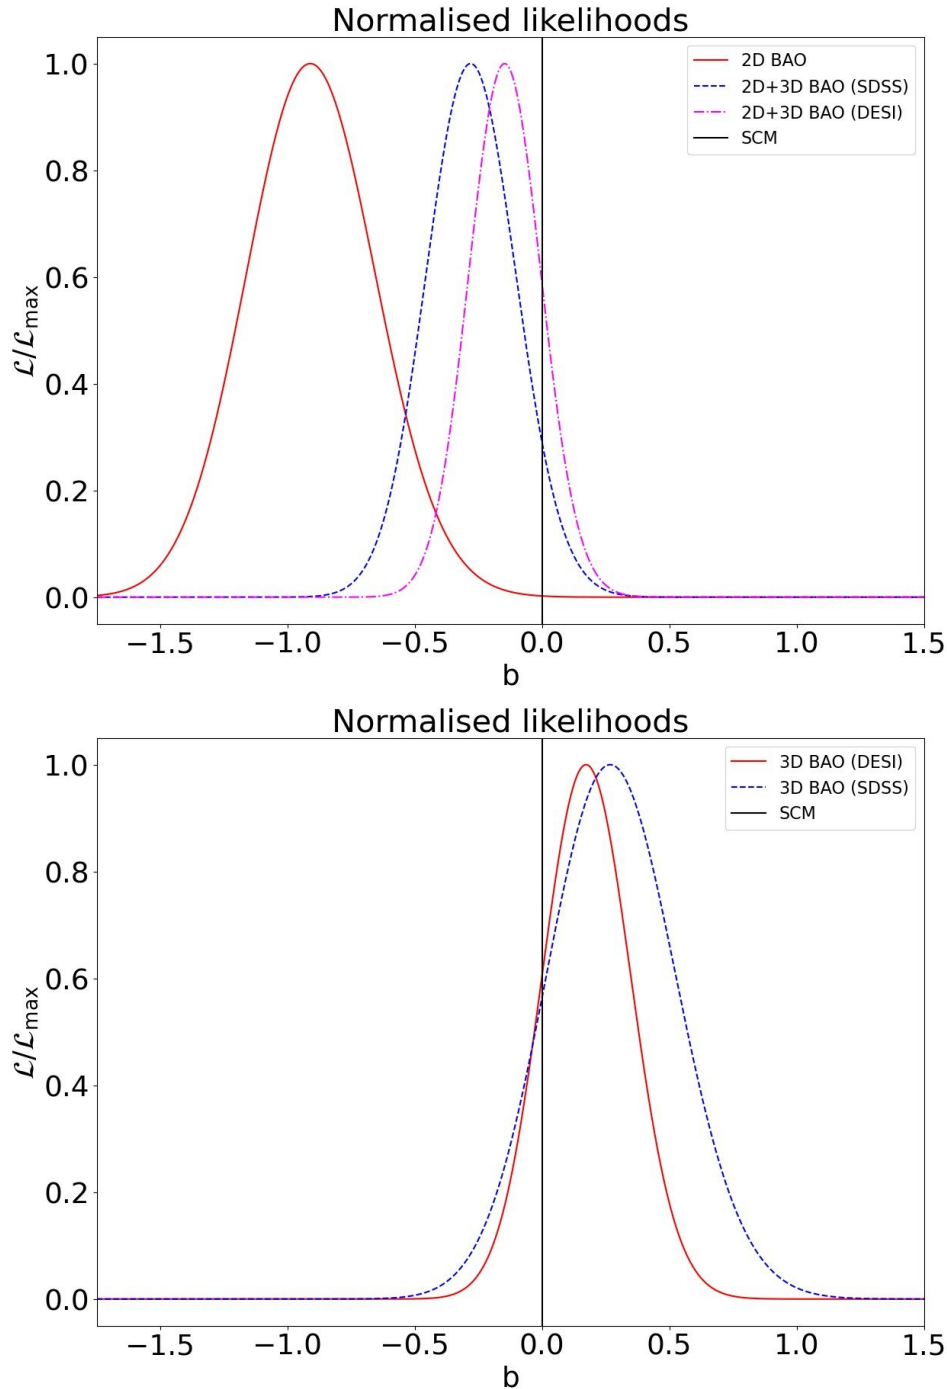 Normalised likelihoods
2D BAO
2D+3D BAO (SDSS)
2D+3D BAO (DESI)
SCM
1.0
0.8
0.6
0.4
0.2
0.0
ℒ/ℒmax
−1.5 −1.0 −0.5 0.0 0.5 1.0 1.5
b
Normalised likelihoods
3D BAO (DESI)
3D BAO (SDSS)
SCM
1.0
0.8
0.6
0.4
0.2
0.0
ℒ/ℒmax
−1.5 −1.0 −0.5 0.0 0.5 1.0 1.5
b